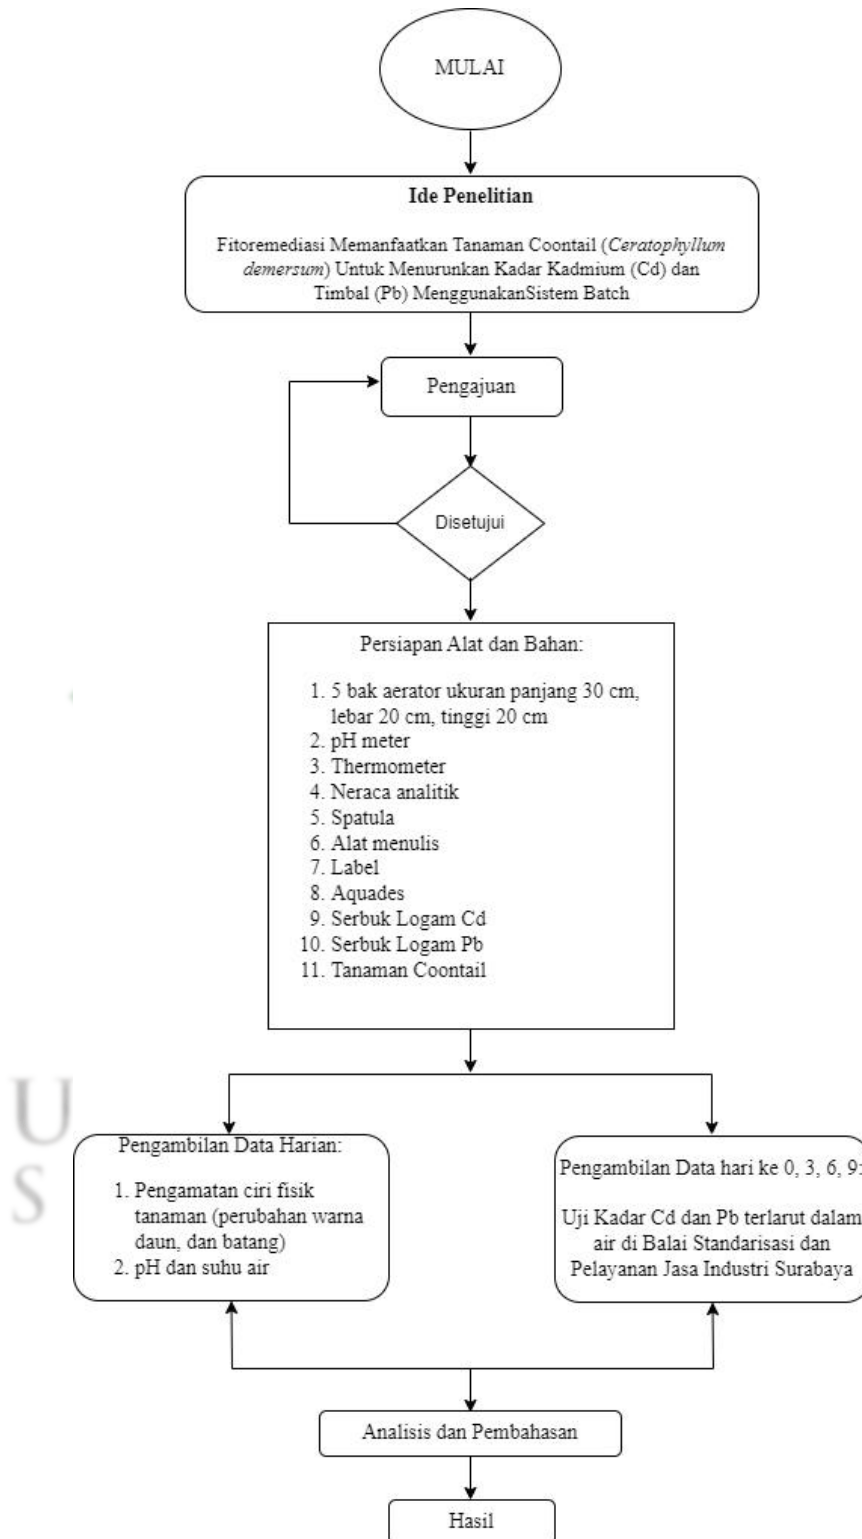 MULAI
Ide Penelitian
Fitoremediasi Memanfaatkan Tanaman Coontail (Ceratophyllum
demersum) Untuk Menurunkan Kadar Kadmium (Cd) dan
Timbal (Pb) MenggunakanSistem Batch
Pengajuan
Disetujui
Persiapan Alat dan Bahan:
1. 5 bak aerator ukuran panjang 30 cm,
lebar 20 cm, tinggi 20 cm
2. pH meter
3. Thermometer
4. Neraca analitik
5. Spatula
6. Alat menulis
7. Label
8. Aquades
9. Serbuk Logam Cd
10. Serbuk Logam Pb
11. Tanaman Coontail
U
S
Pengambilan Data Harian:
1. Pengamatan ciri fisik
tanaman (perubahan warna
daun, dan batang)
2. pH dan suhu air
Pengambilan Data hari ke 0, 3, 6, 9:
Uji Kadar Cd dan Pb terlarut dalam
air di Balai Standarisasi dan
Pelayanan Jasa Industri Surabaya
Analisis dan Pembahasan
Hasil